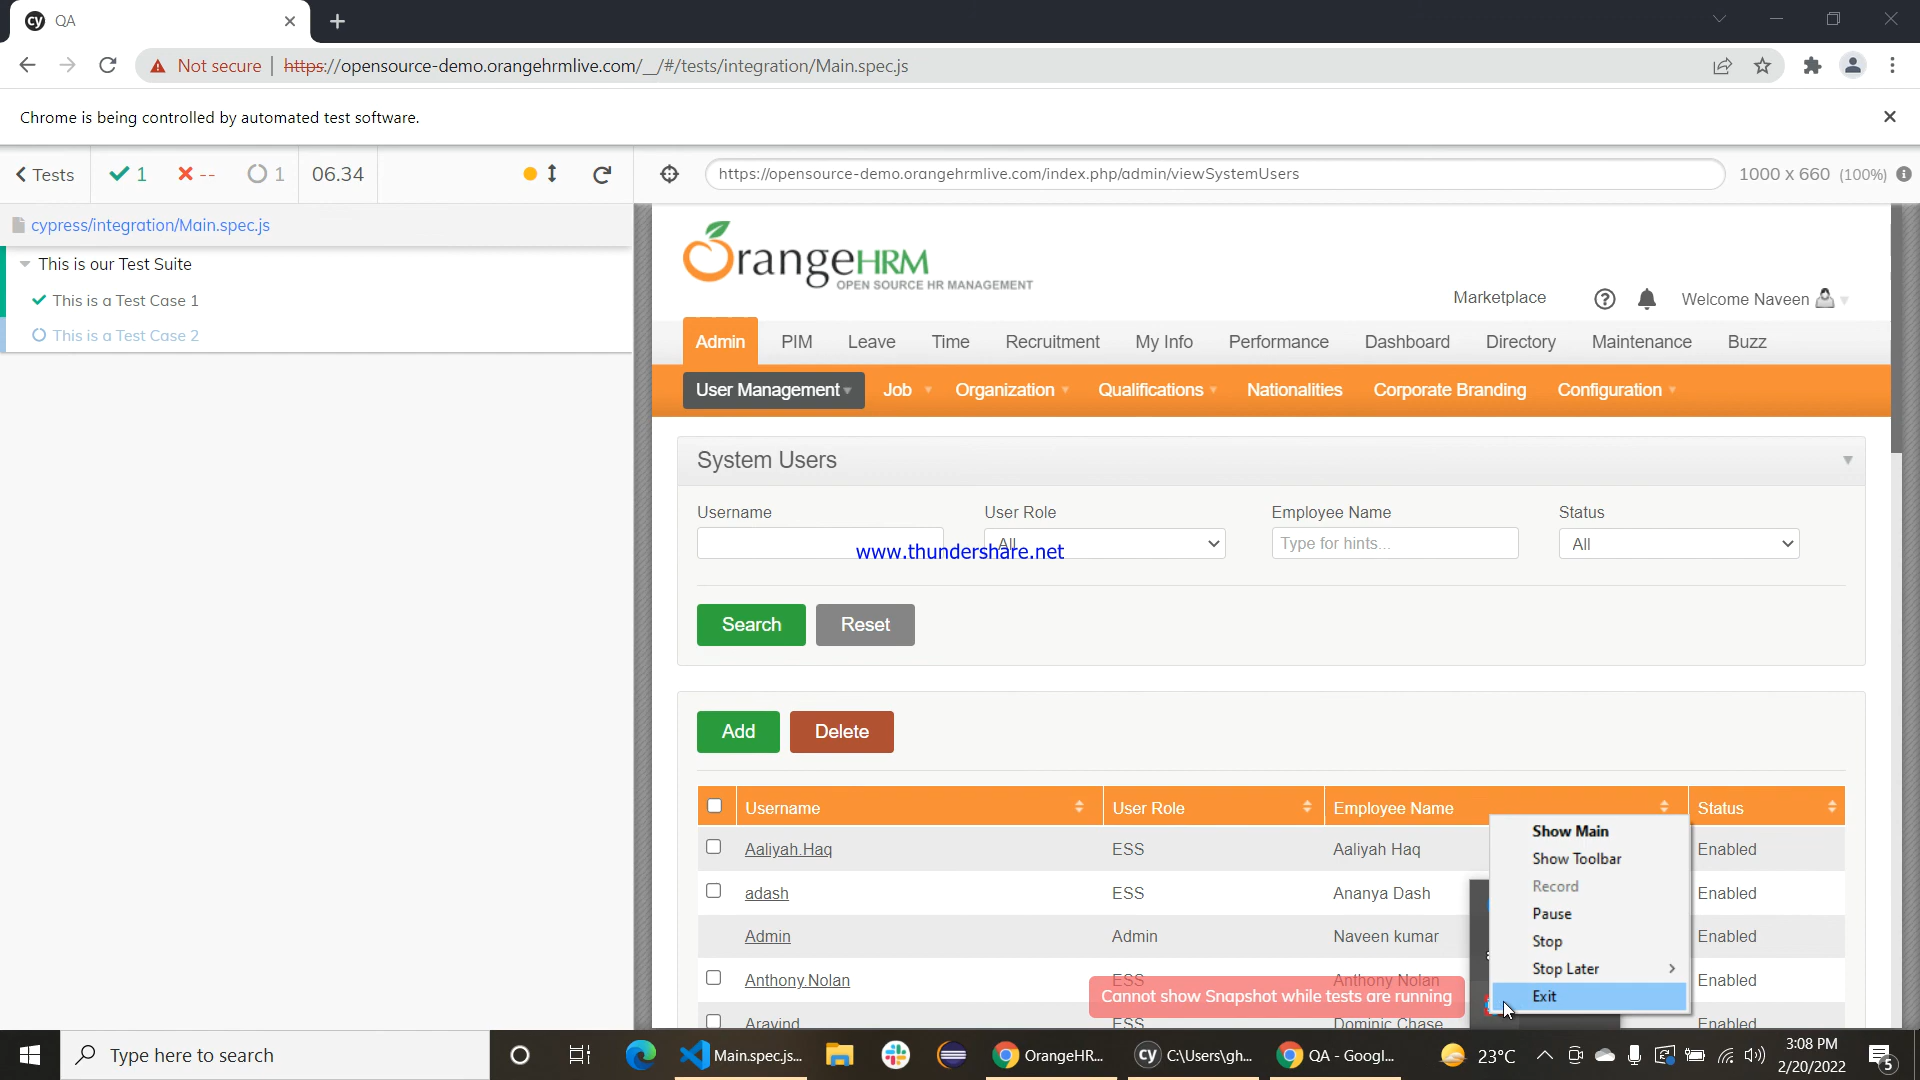 QA
Not secure | https://opensource-demo.orangehrmlive.com/__/#/tests/integration/Main.spec.js
Chrome is being controlled by automated test software.
Tests 1 -- 1 06.34 https://opensource-demo.orangehrmlive.com/index.php/admin/viewSystemUsers 1000 x 660 (100%)
cypress/integration/Main.spec.js
This is our Test Suite
This is a Test Case 1
This is a Test Case 2
OrangeHRM
OPEN SOURCE HR MANAGEMENT
Marketplace Welcome Naveen
Admin PIM Leave Time Recruitment My Info Performance Dashboard Directory Maintenance Buzz
User Management Job Organization Qualifications Nationalities Corporate Branding Configuration
System Users
Username User Role Employee Name Status
All Type for hints... All
www.thundershare.net
Search Reset
Add Delete
Username User Role Employee Name Status
Aaliyah.Haq ESS Aaliyah Haq Enabled
adash ESS Ananya Dash Enabled
Admin Admin Naveen kumar Enabled
Anthony.Nolan ESS Anthony Nolan Enabled
Aravind ESS Dominic Chase Enabled
Cannot show Snapshot while tests are running
Show Main
Show Toolbar
Record
Pause
Stop
Stop Later
Exit
Type here to search
Main.spec.js...
OrangeHR...
C:\Users\gh...
QA - Googl...
23°C
3:08 PM
2/20/2022
5